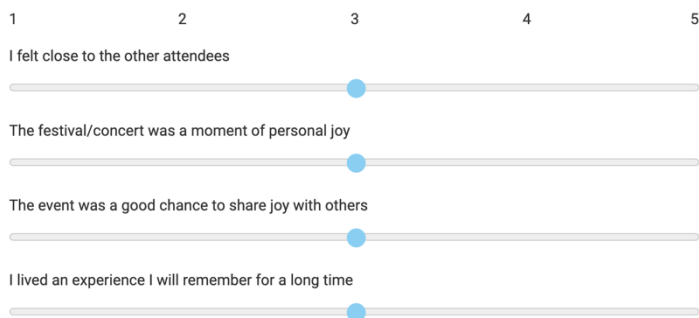 1 2 3 4 5
I felt close to the other attendees
The festival/concert was a moment of personal joy
The event was a good chance to share joy with others
I lived an experience I will remember for a long time